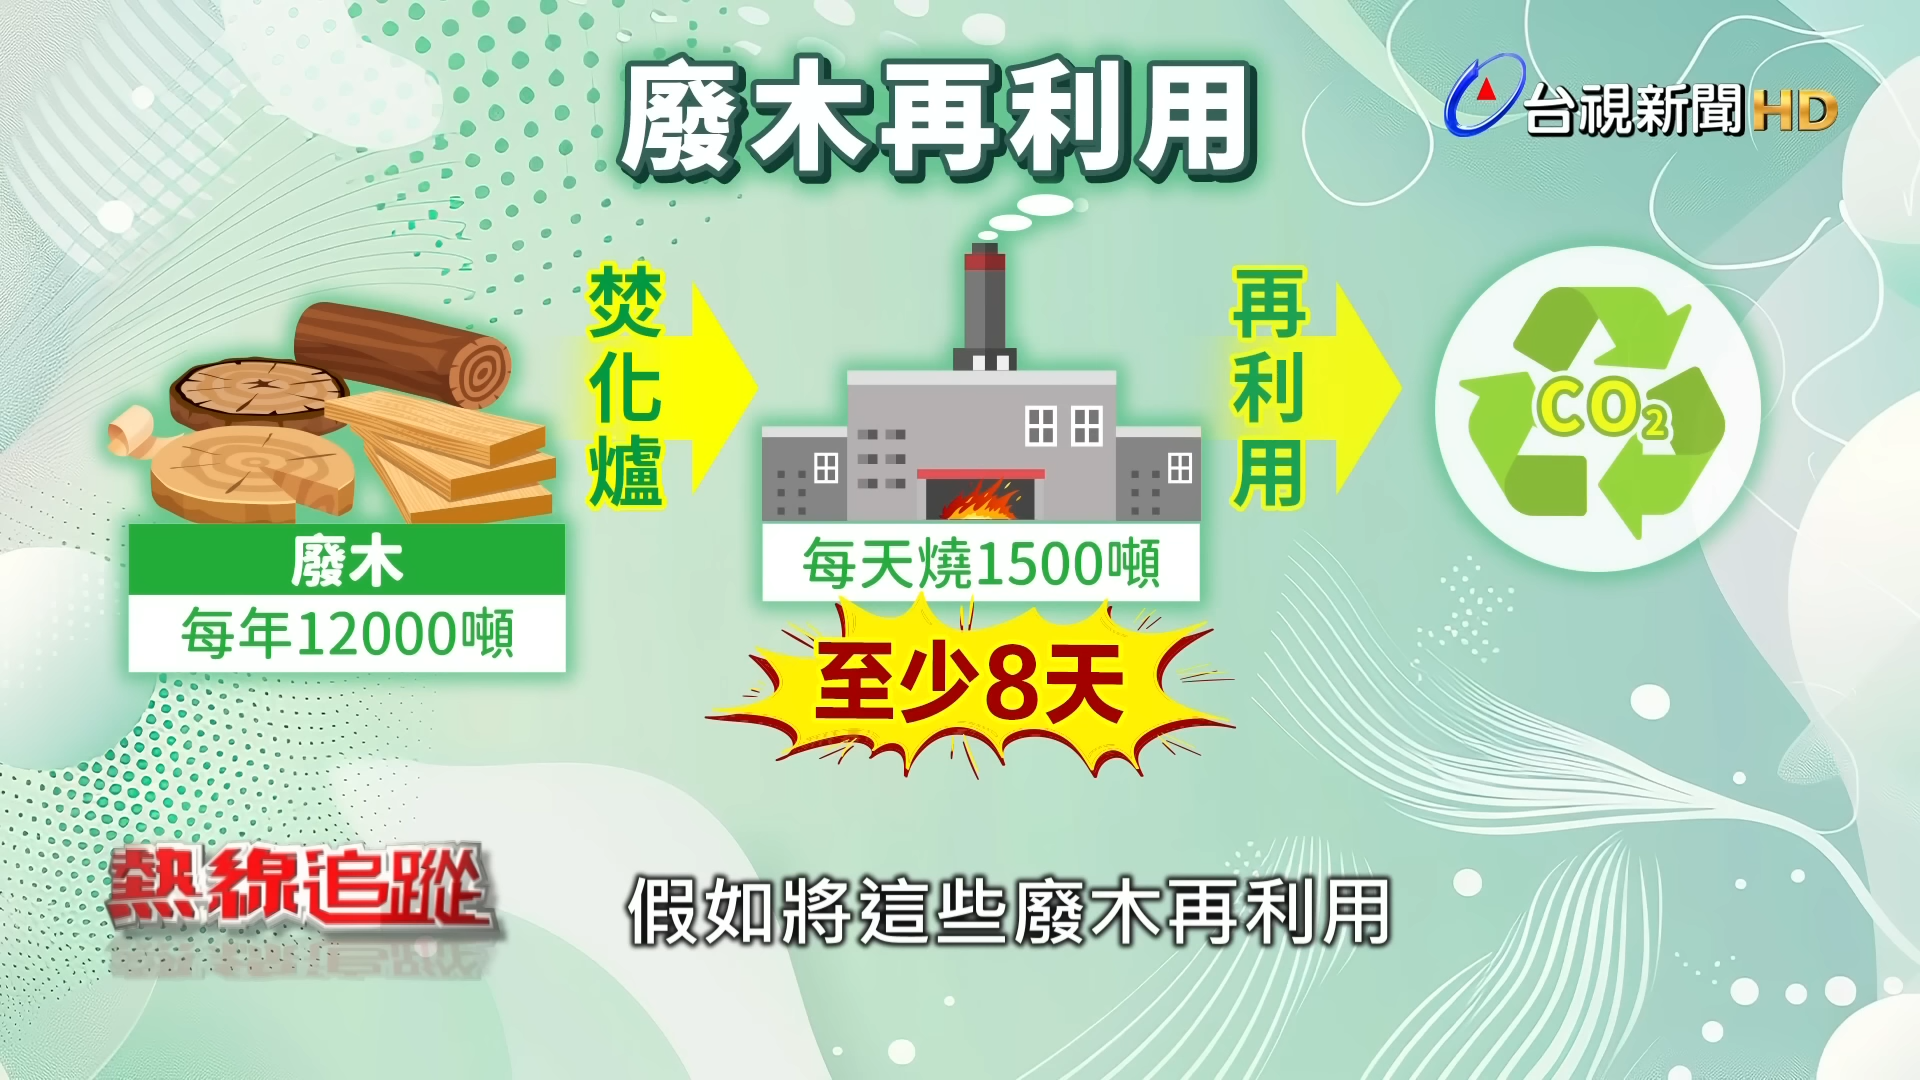 廢木再利用
台視新聞HD
焚化爐
再利用
CO₂
廢木
每年12000噸
每天燒1500噸
至少8天
熱線追蹤
假如將這些廢木再利用